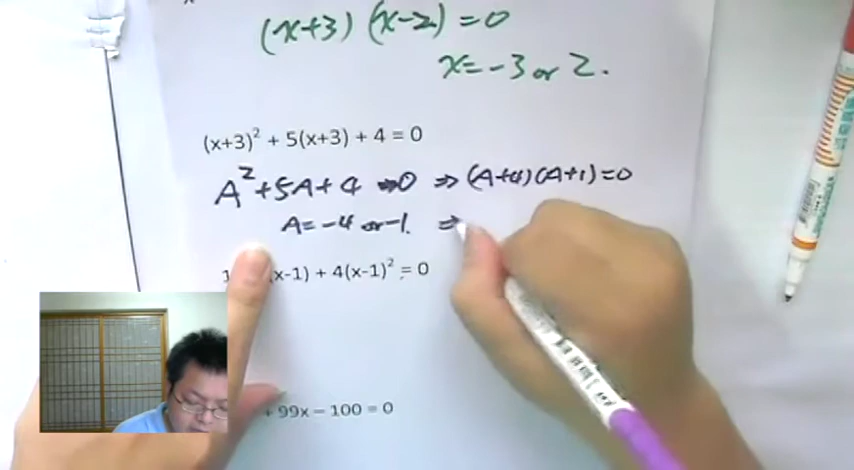 (x+3) (x-2) = 0
x = -3 or 2.
(x+3)² + 5(x+3) + 4 = 0
A² + 5A + 4 = 0 ⇒ (A+4)(A+1) = 0
A = -4 or -1. ⇒
(x-1) + 4(x-1)² = 0
+ 99x – 100 = 0